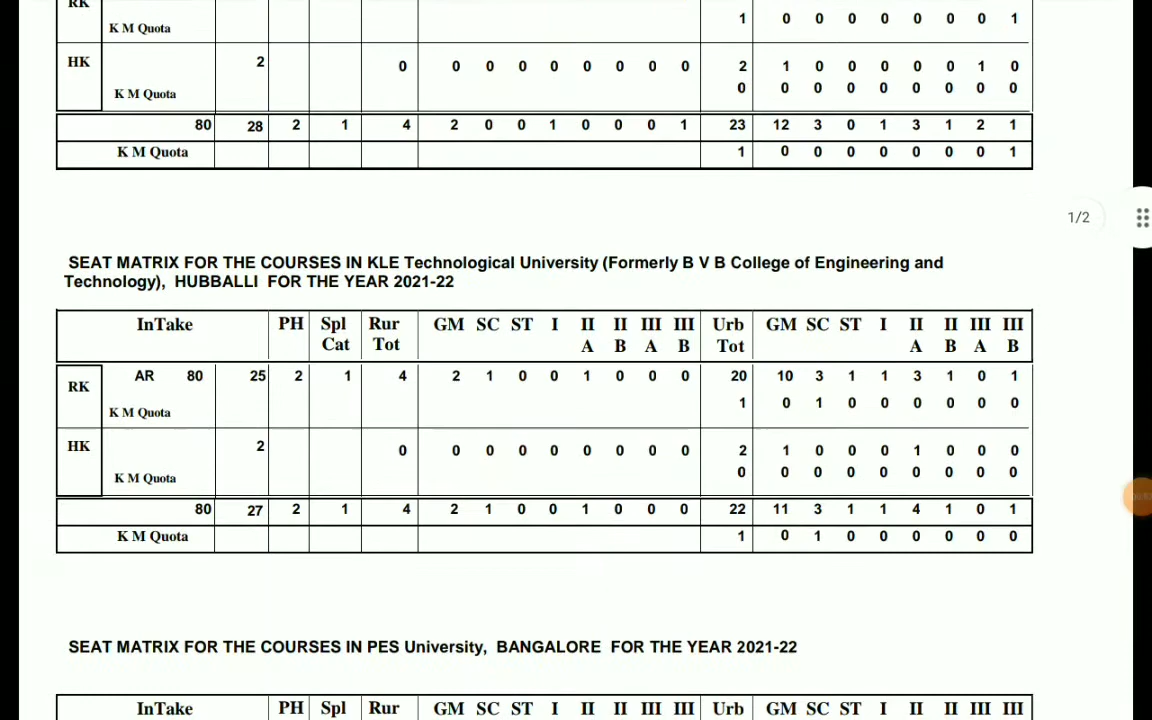 RK
K M Quota 1 0 0 0 0 0 0 0 1
HK 2 0 0 0 0 0 0 0 0 0 2 1 0 0 0 0 0 1 0
K M Quota 0 0 0 0 0 0 0 0 0
80 28 2 1 4 2 0 0 1 0 0 0 1 23 12 3 0 1 3 1 2 1
K M Quota 1 0 0 0 0 0 0 0 1
1/2
SEAT MATRIX FOR THE COURSES IN KLE Technological University (Formerly B V B College of Engineering and
Technology), HUBBALLI FOR THE YEAR 2021-22
InTake PH Spl Rur GM SC ST I II II III III Urb GM SC ST I II II III III
Cat Tot A B A B Tot A B A B
RK AR 80 25 2 1 4 2 1 0 0 1 0 0 0 20 10 3 1 1 3 1 0 1
K M Quota 1 0 1 0 0 0 0 0 0
HK 2 0 0 0 0 0 0 0 0 0 2 1 0 0 0 1 0 0 0
K M Quota 0 0 0 0 0 0 0 0 0
80 27 2 1 4 2 1 0 0 1 0 0 0 22 11 3 1 1 4 1 0 1
K M Quota 1 0 1 0 0 0 0 0 0
SEAT MATRIX FOR THE COURSES IN PES University, BANGALORE FOR THE YEAR 2021-22
InTake PH Spl Rur GM SC ST I II II III III Urb GM SC ST I II II III III